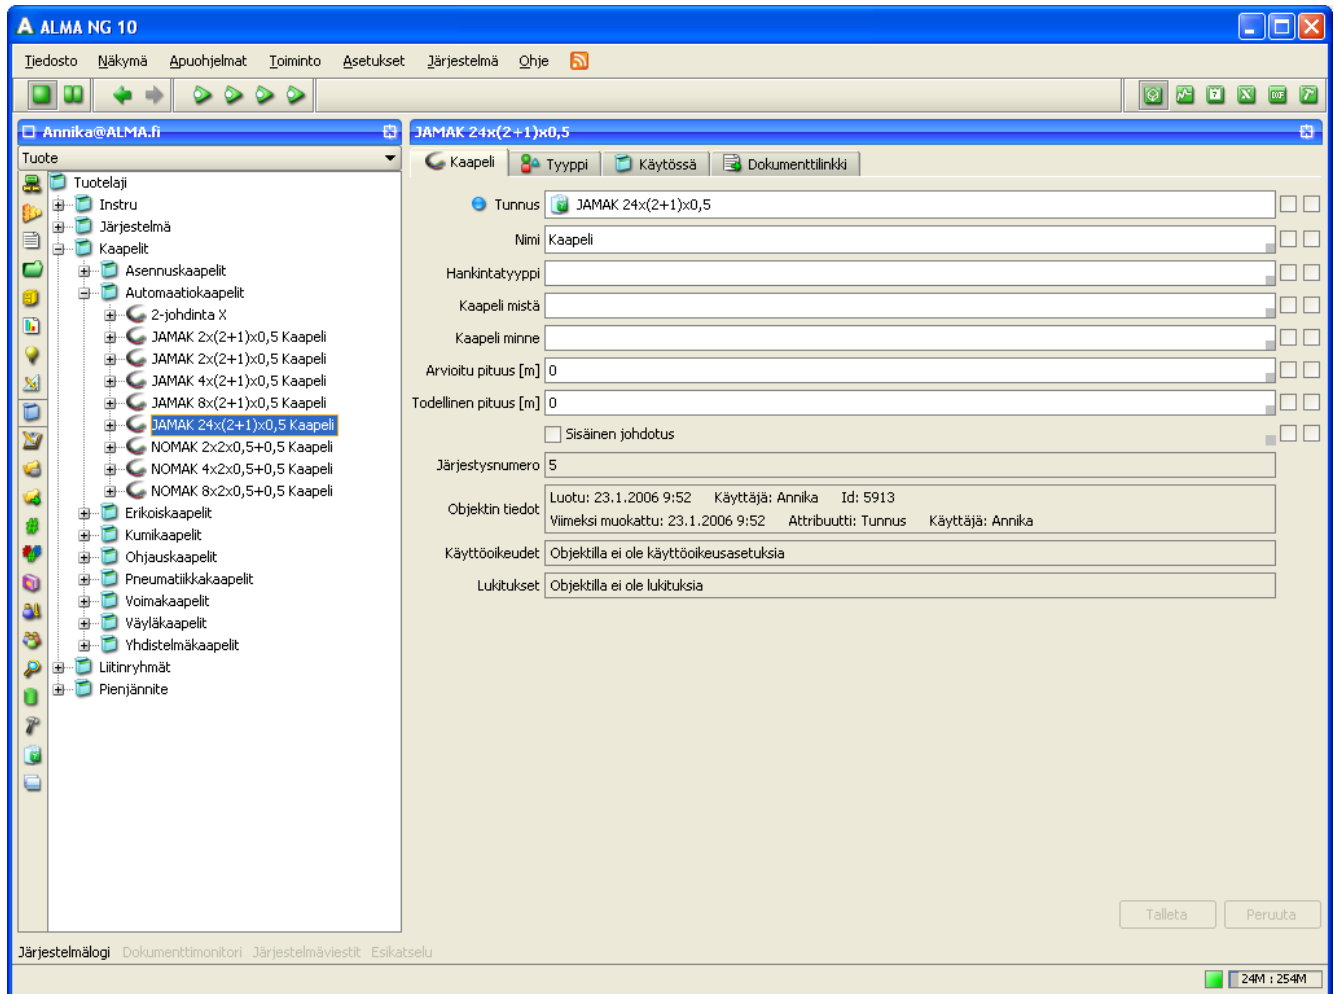 ALMA NG 10
Tiedosto Näkymä Apuohjelmat Toiminto Asetukset Järjestelmä Ohje
Annika@ALMA.fi
Tuote
Tuotelaji
Instru
Järjestelmä
Kaapelit
Asennuskaapelit
Automaatiokaapelit
2-johdinta X
JAMAK 2x(2+1)x0,5 Kaapeli
JAMAK 2x(2+1)x0,5 Kaapeli
JAMAK 4x(2+1)x0,5 Kaapeli
JAMAK 8x(2+1)x0,5 Kaapeli
JAMAK 24x(2+1)x0,5 Kaapeli
NOMAK 2x2x0,5+0,5 Kaapeli
NOMAK 4x2x0,5+0,5 Kaapeli
NOMAK 8x2x0,5+0,5 Kaapeli
Erikoiskaapelit
Kumikaapelit
Ohjauskaapelit
Pneumatiikkakaapelit
Voimakaapelit
Väyläkaapelit
Yhdistelmäkaapelit
Liitinryhmät
Pienjännite
JAMAK 24x(2+1)x0,5
Kaapeli Tyyppi Käytössä Dokumenttilinkki
Tunnus JAMAK 24x(2+1)x0,5
Nimi Kaapeli
Hankintatyyppi
Kaapeli mistä
Kaapeli minne
Arvioitu pituus [m] 0
Todellinen pituus [m] 0
Sisäinen johdotus
Järjestysnumero 5
Objektin tiedot
Luotu: 23.1.2006 9:52 Käyttäjä: Annika Id: 5913
Viimeksi muokattu: 23.1.2006 9:52 Attribuutti: Tunnus Käyttäjä: Annika
Käyttöoikeudet Objektilla ei ole käyttöoikeusasetuksia
Lukitukset Objektilla ei ole lukituksia
Talleta Peruuta
Järjestelmälogi Dokumenttimonitori Järjestelmäviestit Esikatselu
24M : 254M